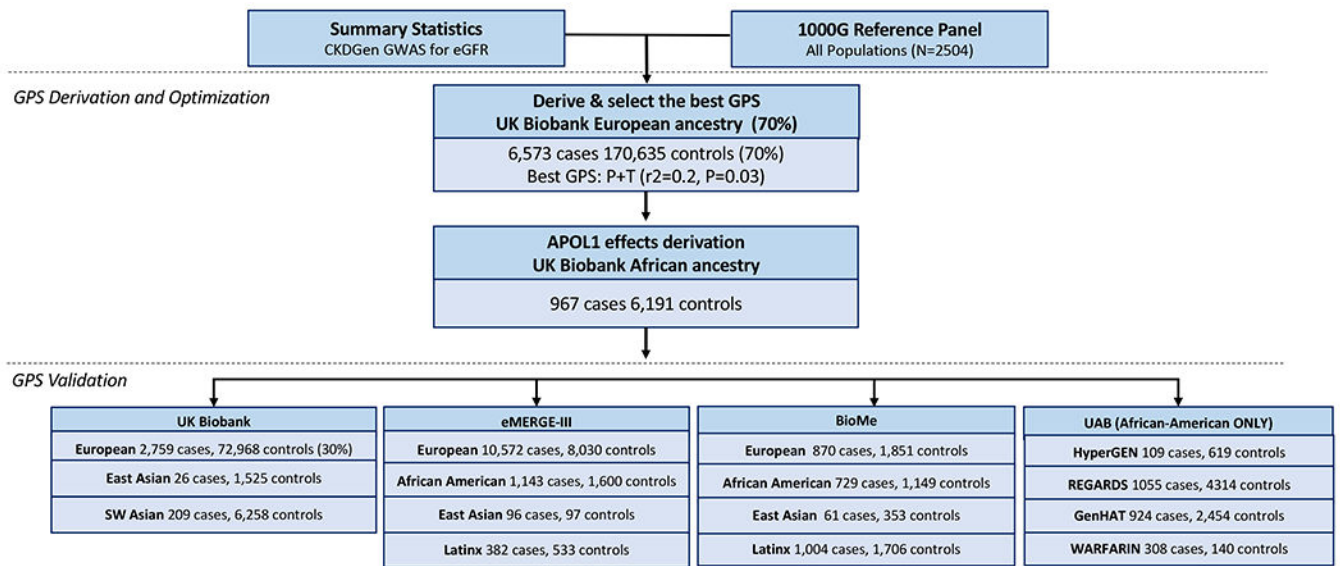 Summary Statistics
CKDGen GWAS for eGFR
1000G Reference Panel
All Populations (N=2504)
GPS Derivation and Optimization
Derive & select the best GPS
UK Biobank European ancestry (70%)
6,573 cases 170,635 controls (70%)
Best GPS: P+T (r2=0.2, P=0.03)
APOL1 effects derivation
UK Biobank African ancestry
967 cases 6,191 controls
GPS Validation
UK Biobank
European 2,759 cases, 72,968 controls (30%)
East Asian 26 cases, 1,525 controls
SW Asian 209 cases, 6,258 controls
eMERGE-III
European 10,572 cases, 8,030 controls
African American 1,143 cases, 1,600 controls
East Asian 96 cases, 97 controls
Latinx 382 cases, 533 controls
BioMe
European 870 cases, 1,851 controls
African American 729 cases, 1,149 controls
East Asian 61 cases, 353 controls
Latinx 1,004 cases, 1,706 controls
UAB (African-American ONLY)
HyperGEN 109 cases, 619 controls
REGARDS 1055 cases, 4314 controls
GenHAT 924 cases, 2,454 controls
WARFARIN 308 cases, 140 controls